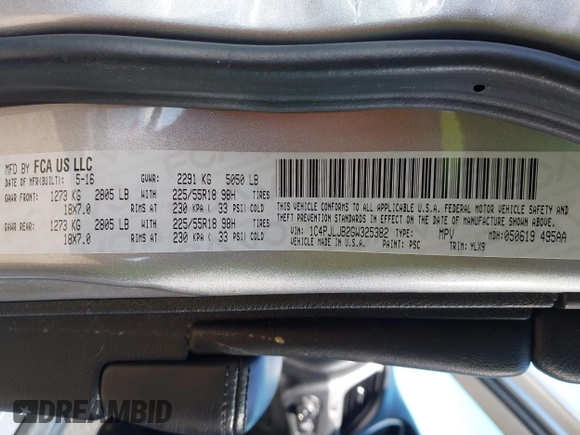 MFD BY FCA US LLC
DATE OF MFR(BUILT): 5-16 GVWR: 2291 KG 5050 LB
GAWR FRONT: 1273 KG 2805 LB WITH 225/55R18 98H TIRES
18X7.0 RIMS AT 230 KPA ( 33 PSI) COLD
GAWR REAR: 1273 KG 2805 LB WITH 225/55R18 98H TIRES
18X7.0 RIMS AT 230 KPA ( 33 PSI) COLD
THIS VEHICLE CONFORMS TO ALL APPLICABLE U.S.A. FEDERAL MOTOR VEHICLE SAFETY AND
THEFT PREVENTION STANDARDS IN EFFECT ON THE DATE OF MANUFACTURE SHOWN ABOVE.
VIN: 1C4PJLJB2GW325382 TYPE: MPV MDH: 050619 495AA
MADE IN U.S.A. PAINT: PSC TRIM: YLX9
DREAMBID